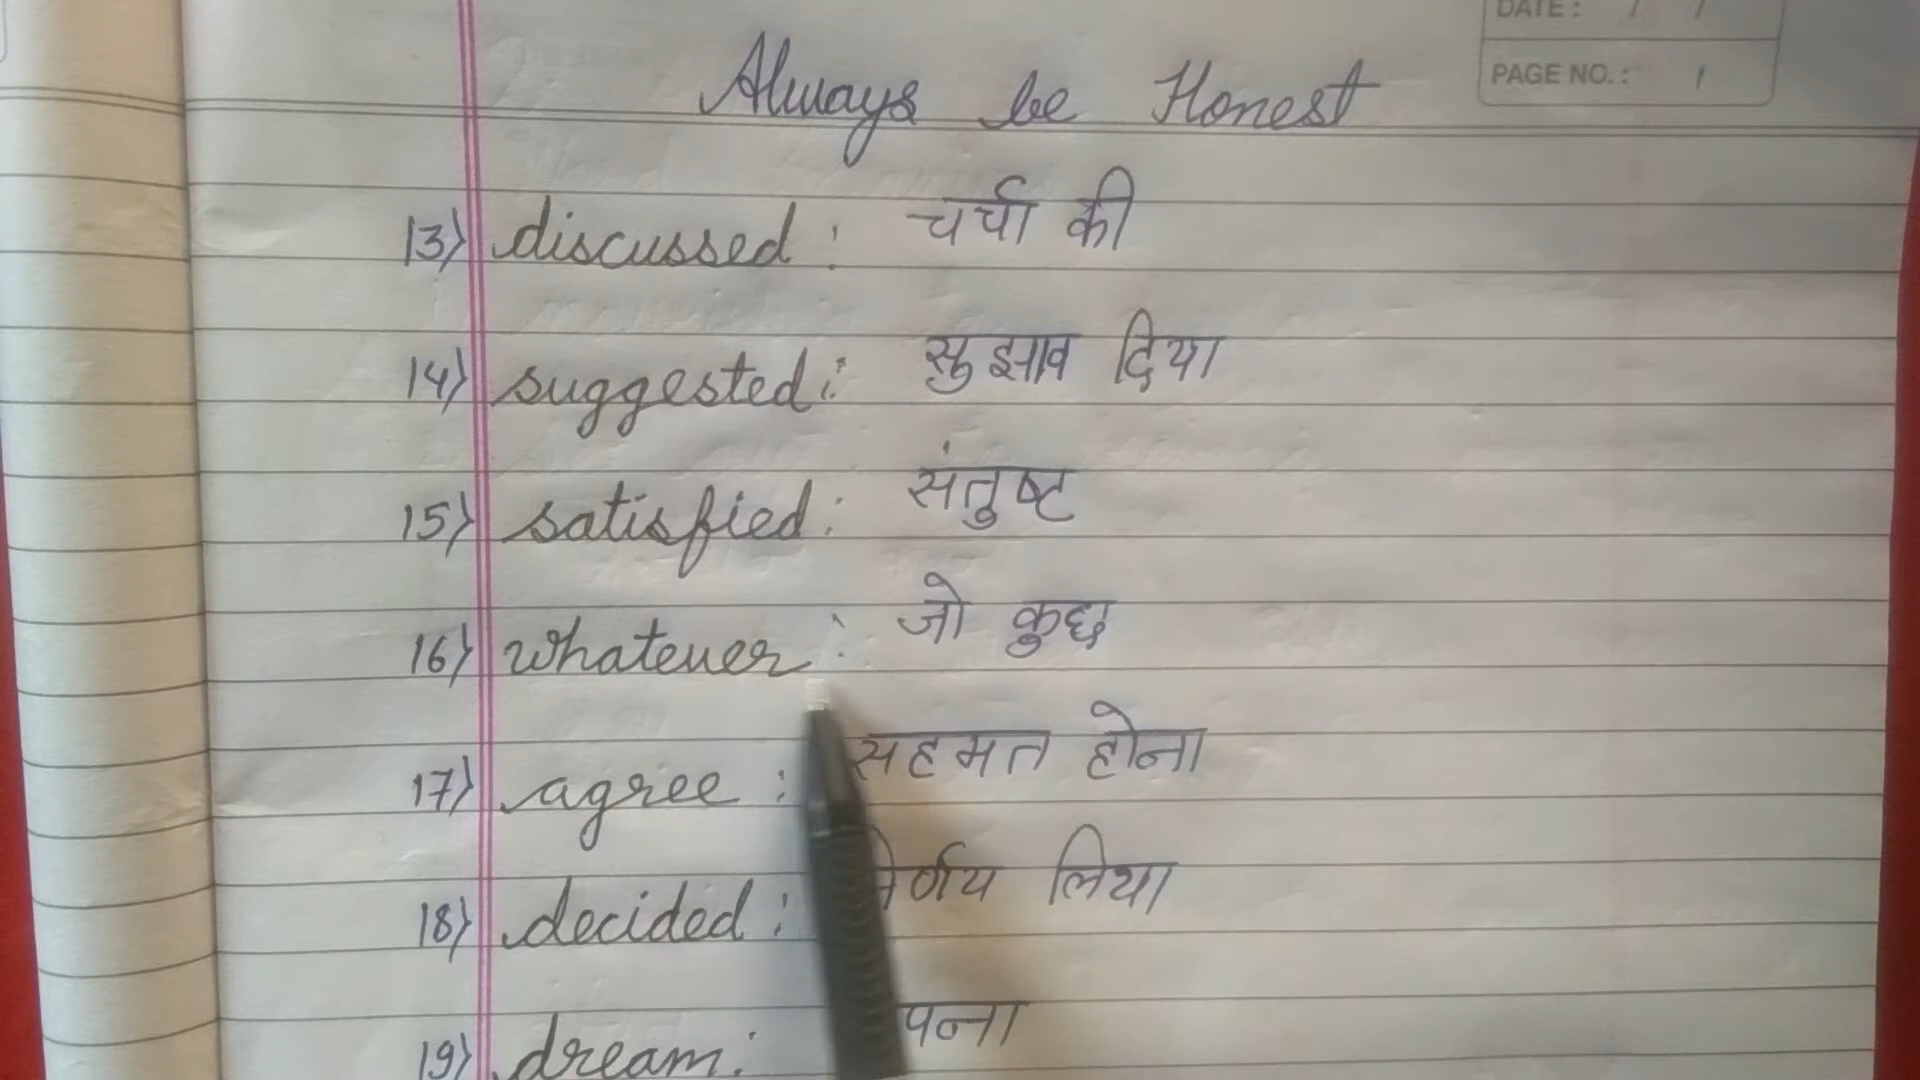 DATE: / /
PAGE NO.:
Always be Honest
13) discussed: चर्चा की
14) suggested: सुझाव दिया
15) satisfied: संतुष्ट
16) whatever: जो कुछ
17) agree: सहमत होना
18) decided: लिया
19) dream: